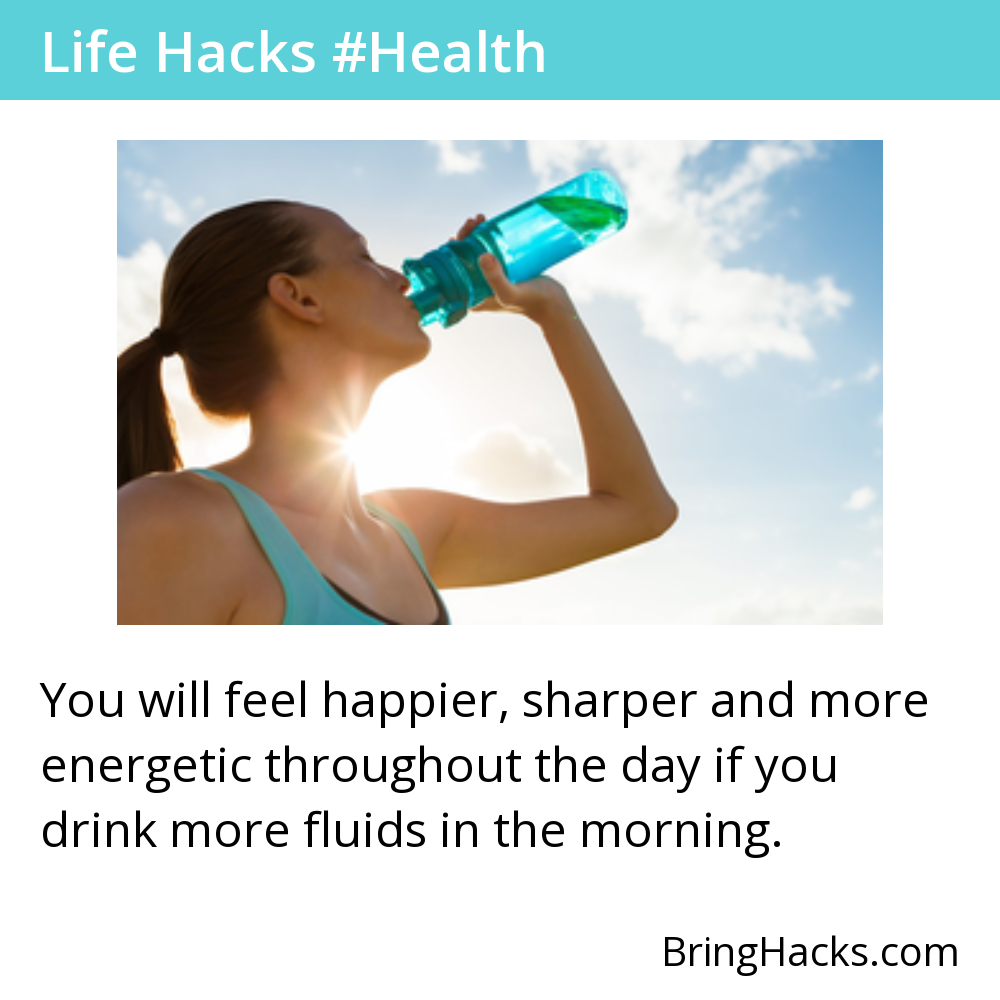 Life Hacks #Health
You will feel happier, sharper and more
energetic throughout the day if you
drink more fluids in the morning.
BringHacks.com